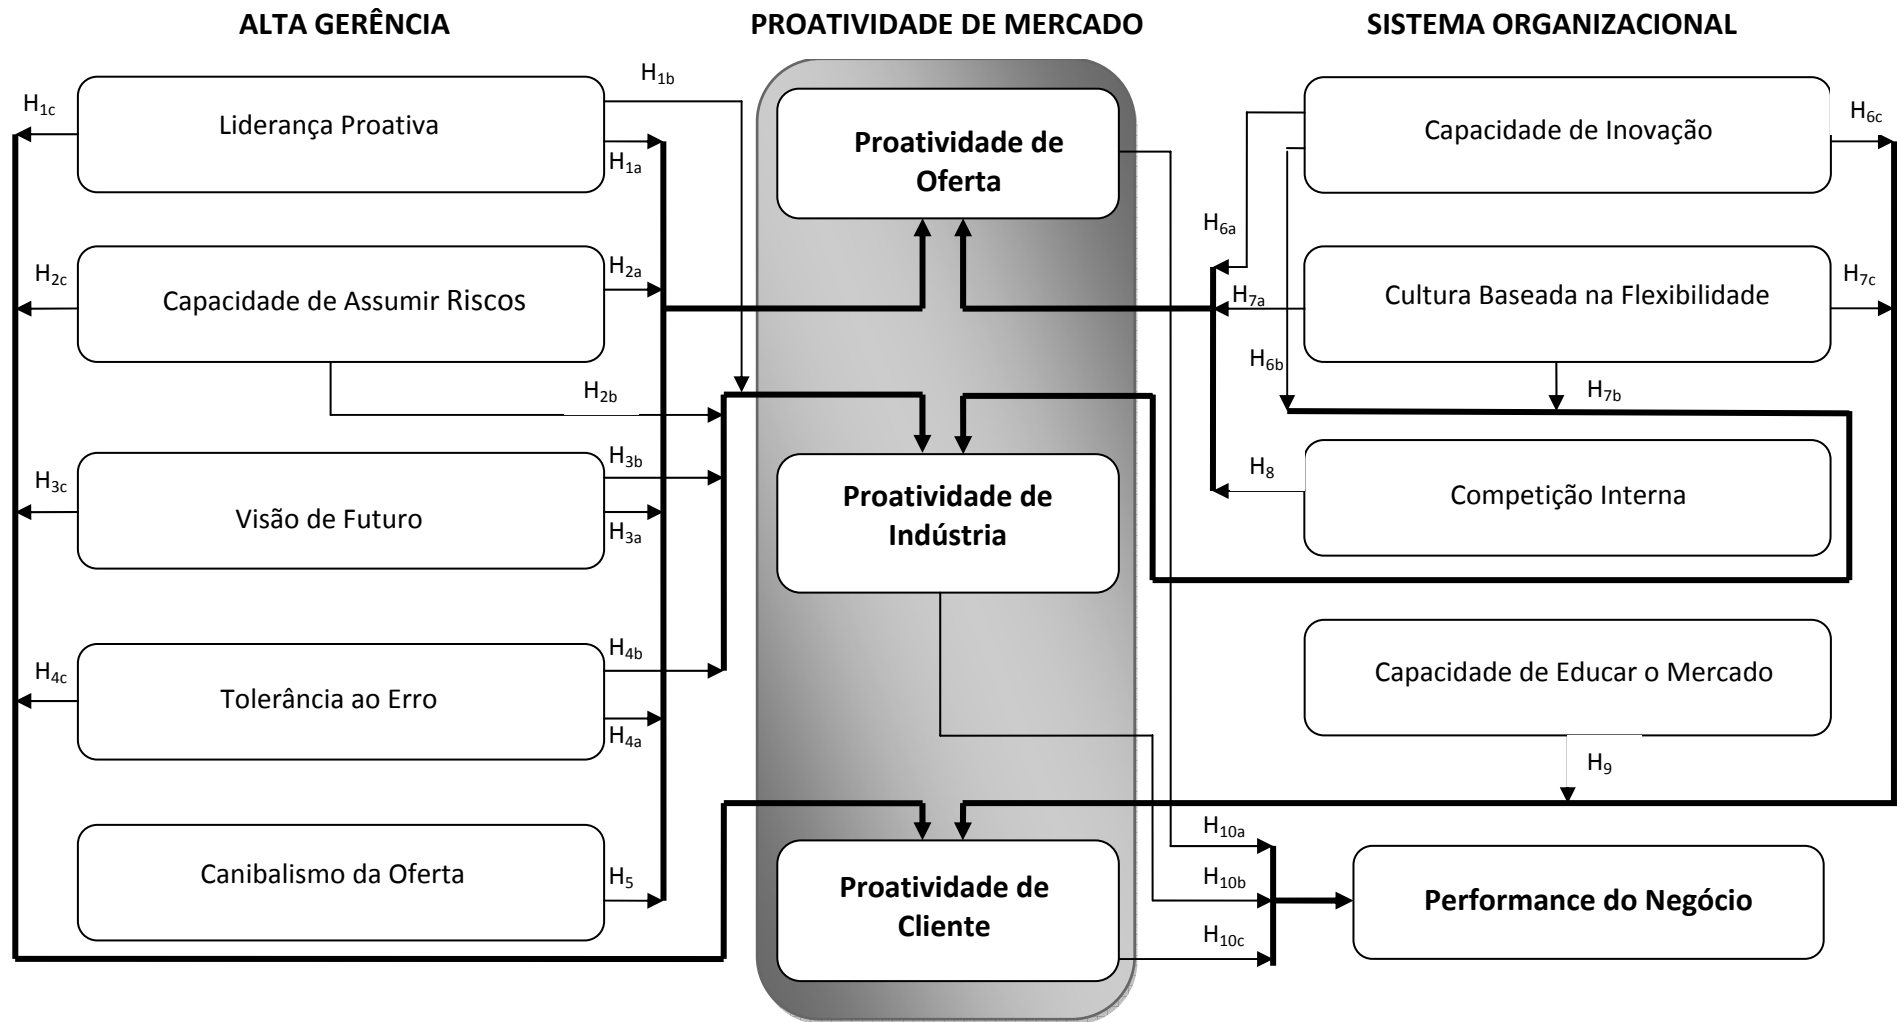 ALTA GERÊNCIA
PROATIVIDADE DE MERCADO
SISTEMA ORGANIZACIONAL
H1c
Liderança Proativa
H1b
H1a
Proatividade de
Oferta
Capacidade de Inovação
H6c
H6a
H2c
Capacidade de Assumir Riscos
H2a
H2b
H7a
Cultura Baseada na Flexibilidade
H7c
H6b
H7b
H3c
Visão de Futuro
H3b
H3a
Proatividade de
Indústria
H8
Competição Interna
H4c
Tolerância ao Erro
H4b
H4a
Capacidade de Educar o Mercado
H9
Canibalismo da Oferta
H5
Proatividade de
Cliente
H10a
H10b
H10c
Performance do Negócio